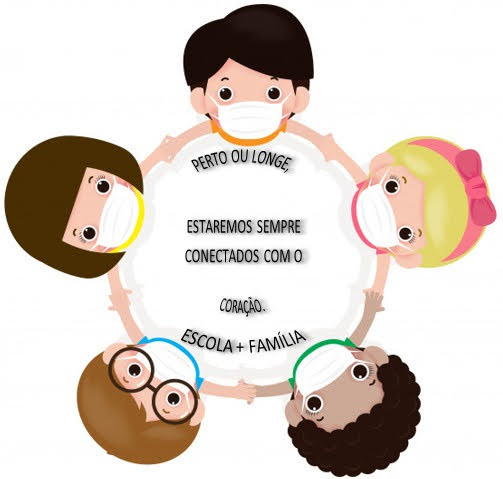 PERTO OU LONGE,
ESTAREMOS SEMPRE
CONECTADOS COM O
CORAÇÃO.
ESCOLA + FAMÍLIA